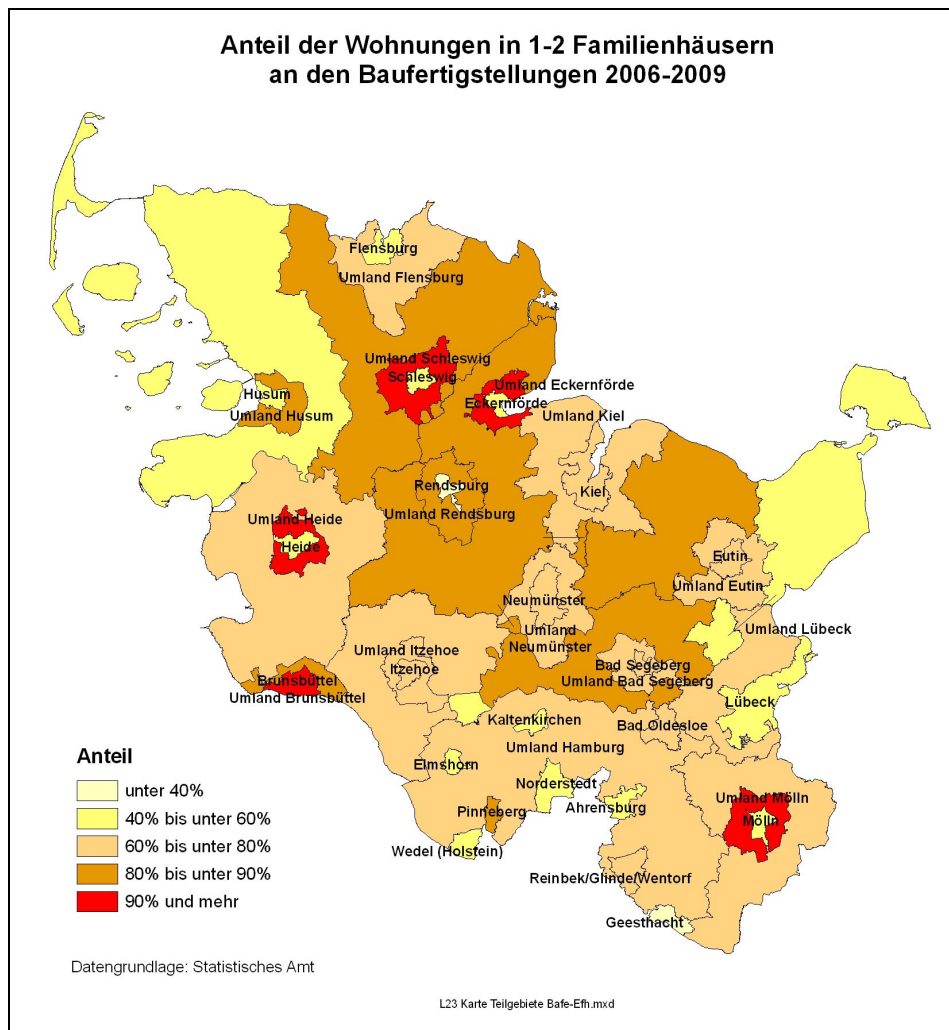 Anteil der Wohnungen in 1-2 Familienhäusern
an den Baufertigstellungen 2006-2009
Flensburg
Umland Flensburg
Umland Schleswig
Schleswig
Umland Eckernförde
Eckernförde
Husum
Umland Husum
Umland Kiel
Kiel
Rendsburg
Umland Rendsburg
Umland Heide
Heide
Eutin
Umland Eutin
Neumünster
Umland
Neumünster
Umland Lübeck
Lübeck
Umland Itzehoe
Itzehoe
Bad Segeberg
Umland Bad Segeberg
Brunsbüttel
Umland Brunsbüttel
Kaltenkirchen
Bad Oldesloe
Umland Hamburg
Elmshorn
Norderstedt
Ahrensburg
Pinneberg
Wedel (Holstein)
Umland Mölln
Mölln
Reinbek/Glinde/Wentorf
Geesthacht
Anteil
unter 40%
40% bis unter 60%
60% bis unter 80%
80% bis unter 90%
90% und mehr
Datengrundlage: Statistisches Amt
L23 Karte Teilgebiete Bafe-Efh.mxd